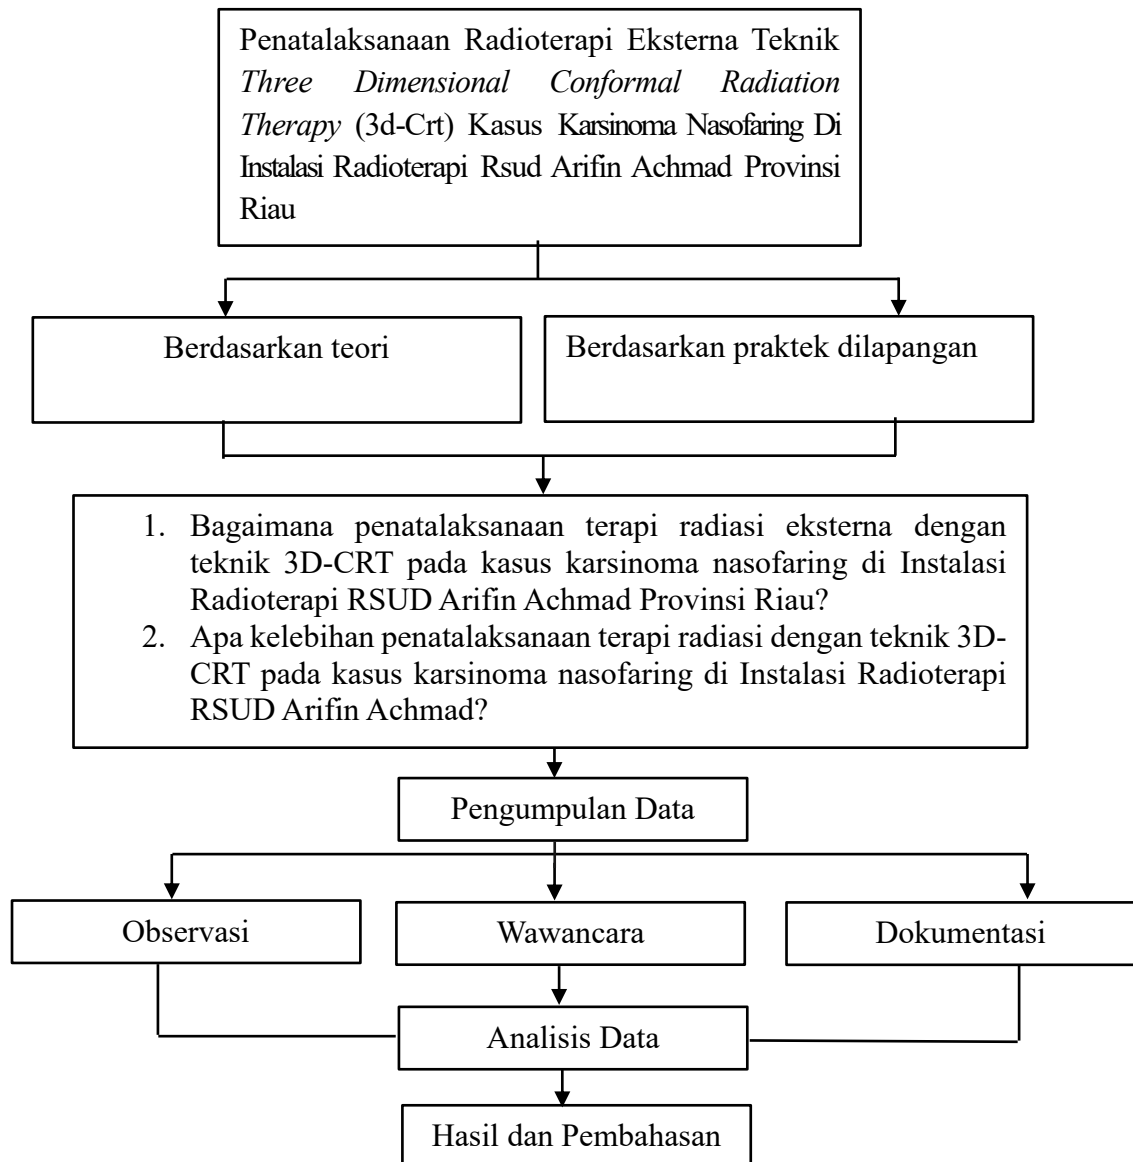 Penatalaksanaan Radioterapi Eksterna Teknik
Three Dimensional Conformal Radiation
Therapy (3d-Crt) Kasus Karsinoma Nasofaring Di
Instalasi Radioterapi Rsud Arifin Achmad Provinsi
Riau
Berdasarkan teori
Berdasarkan praktek dilapangan
1. Bagaimana penatalaksanaan terapi radiasi eksterna dengan
teknik 3D-CRT pada kasus karsinoma nasofaring di Instalasi
Radioterapi RSUD Arifin Achmad Provinsi Riau?
2. Apa kelebihan penatalaksanaan terapi radiasi dengan teknik 3D-
CRT pada kasus karsinoma nasofaring di Instalasi Radioterapi
RSUD Arifin Achmad?
Pengumpulan Data
Observasi
Wawancara
Dokumentasi
Analisis Data
Hasil dan Pembahasan